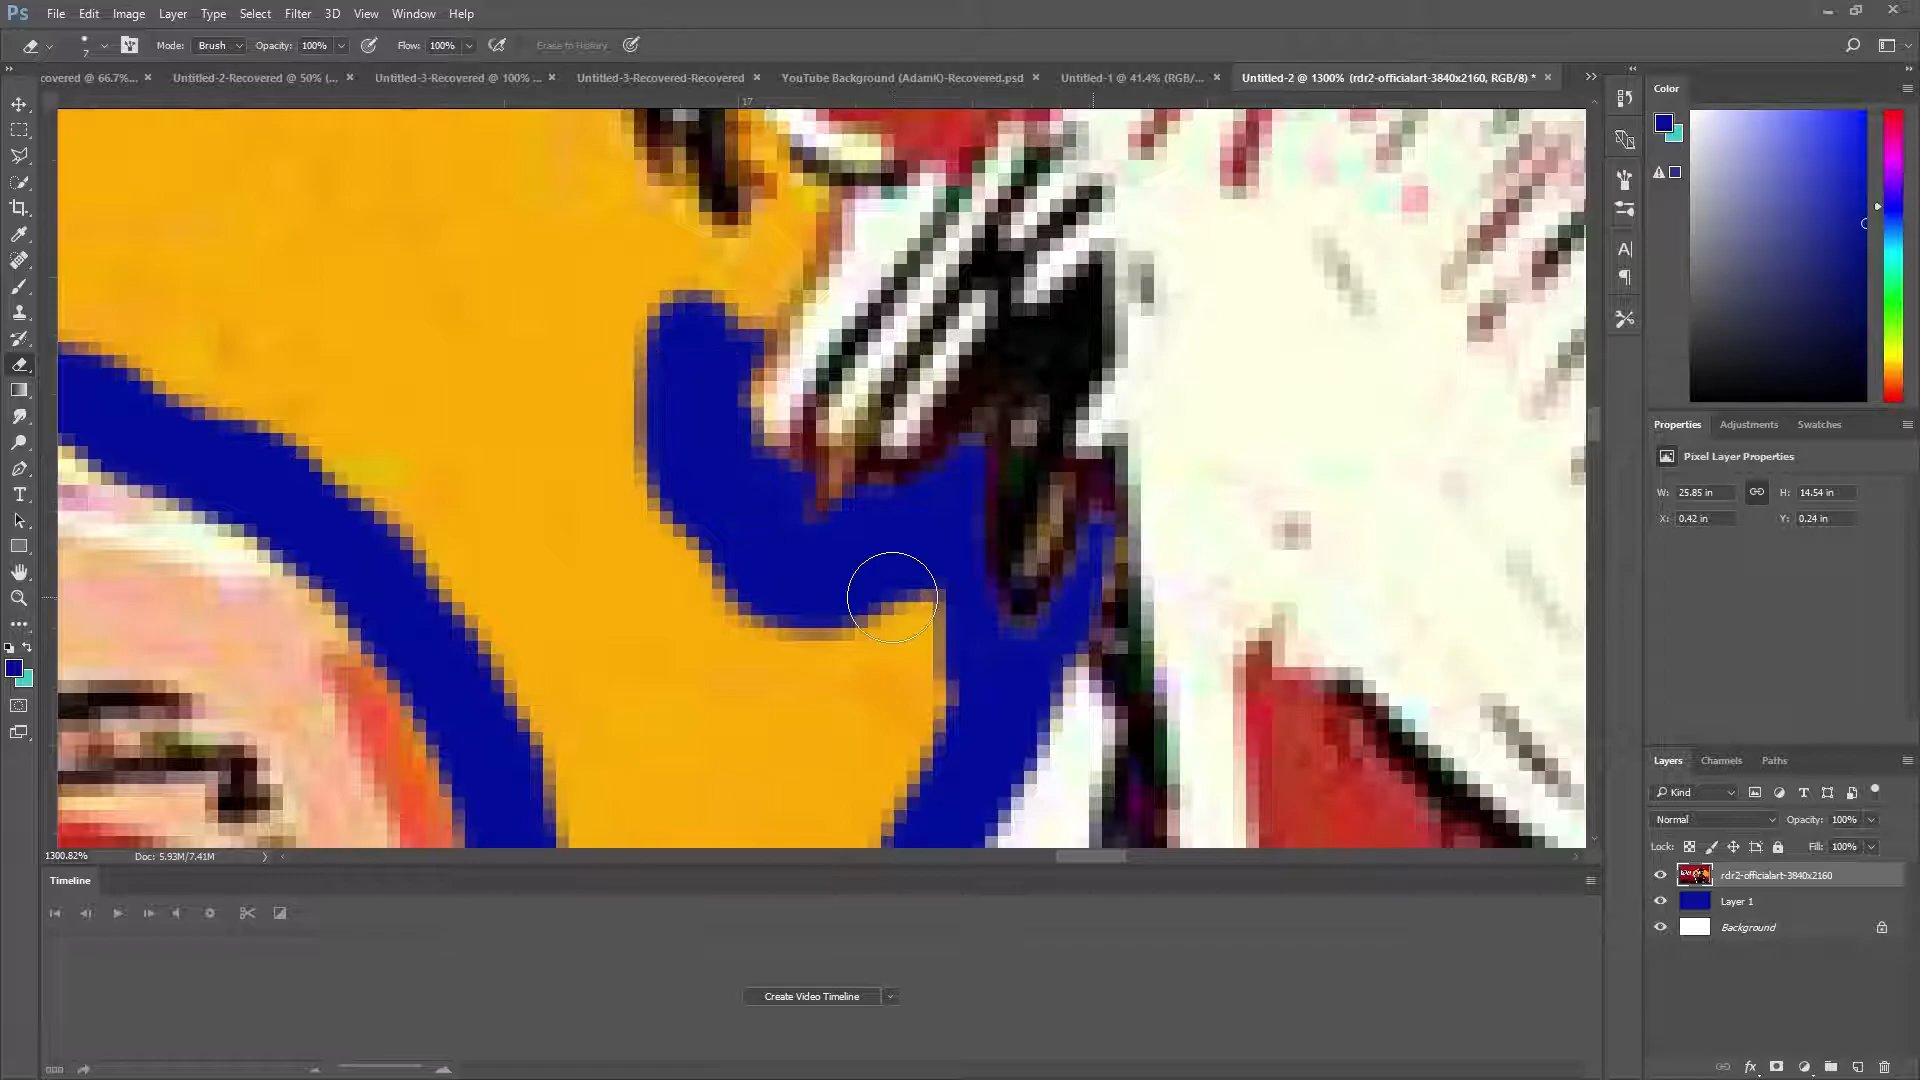 Ps File Edit Image Layer Type Select Filter 3D View Window Help
7 Mode: Brush Opacity: 100% Flow: 100% Erase to History
covered @ 66.7%... × Untitled-2-Recovered @ 50% (... × Untitled-3-Recovered @ 100% ... × Untitled-3-Recovered-Recovered × YouTube Background (AdamK)-Recovered.psd × Untitled-1 @ 41.4% (RGB/... × Untitled-2 @ 1300% (rdr2-officialart-3840x2160, RGB/8) * ×
17
Color
Properties Adjustments Swatches
Pixel Layer Properties
W: 25.85 in H: 14.54 in
X: 0.42 in Y: 0.24 in
Layers Channels Paths
Kind
Normal Opacity: 100%
Lock: Fill: 100%
rdr2-officialart-3840x2160
Layer 1
Background
1300.82% Doc: 5.93M/7.41M
Timeline
Create Video Timeline
fx